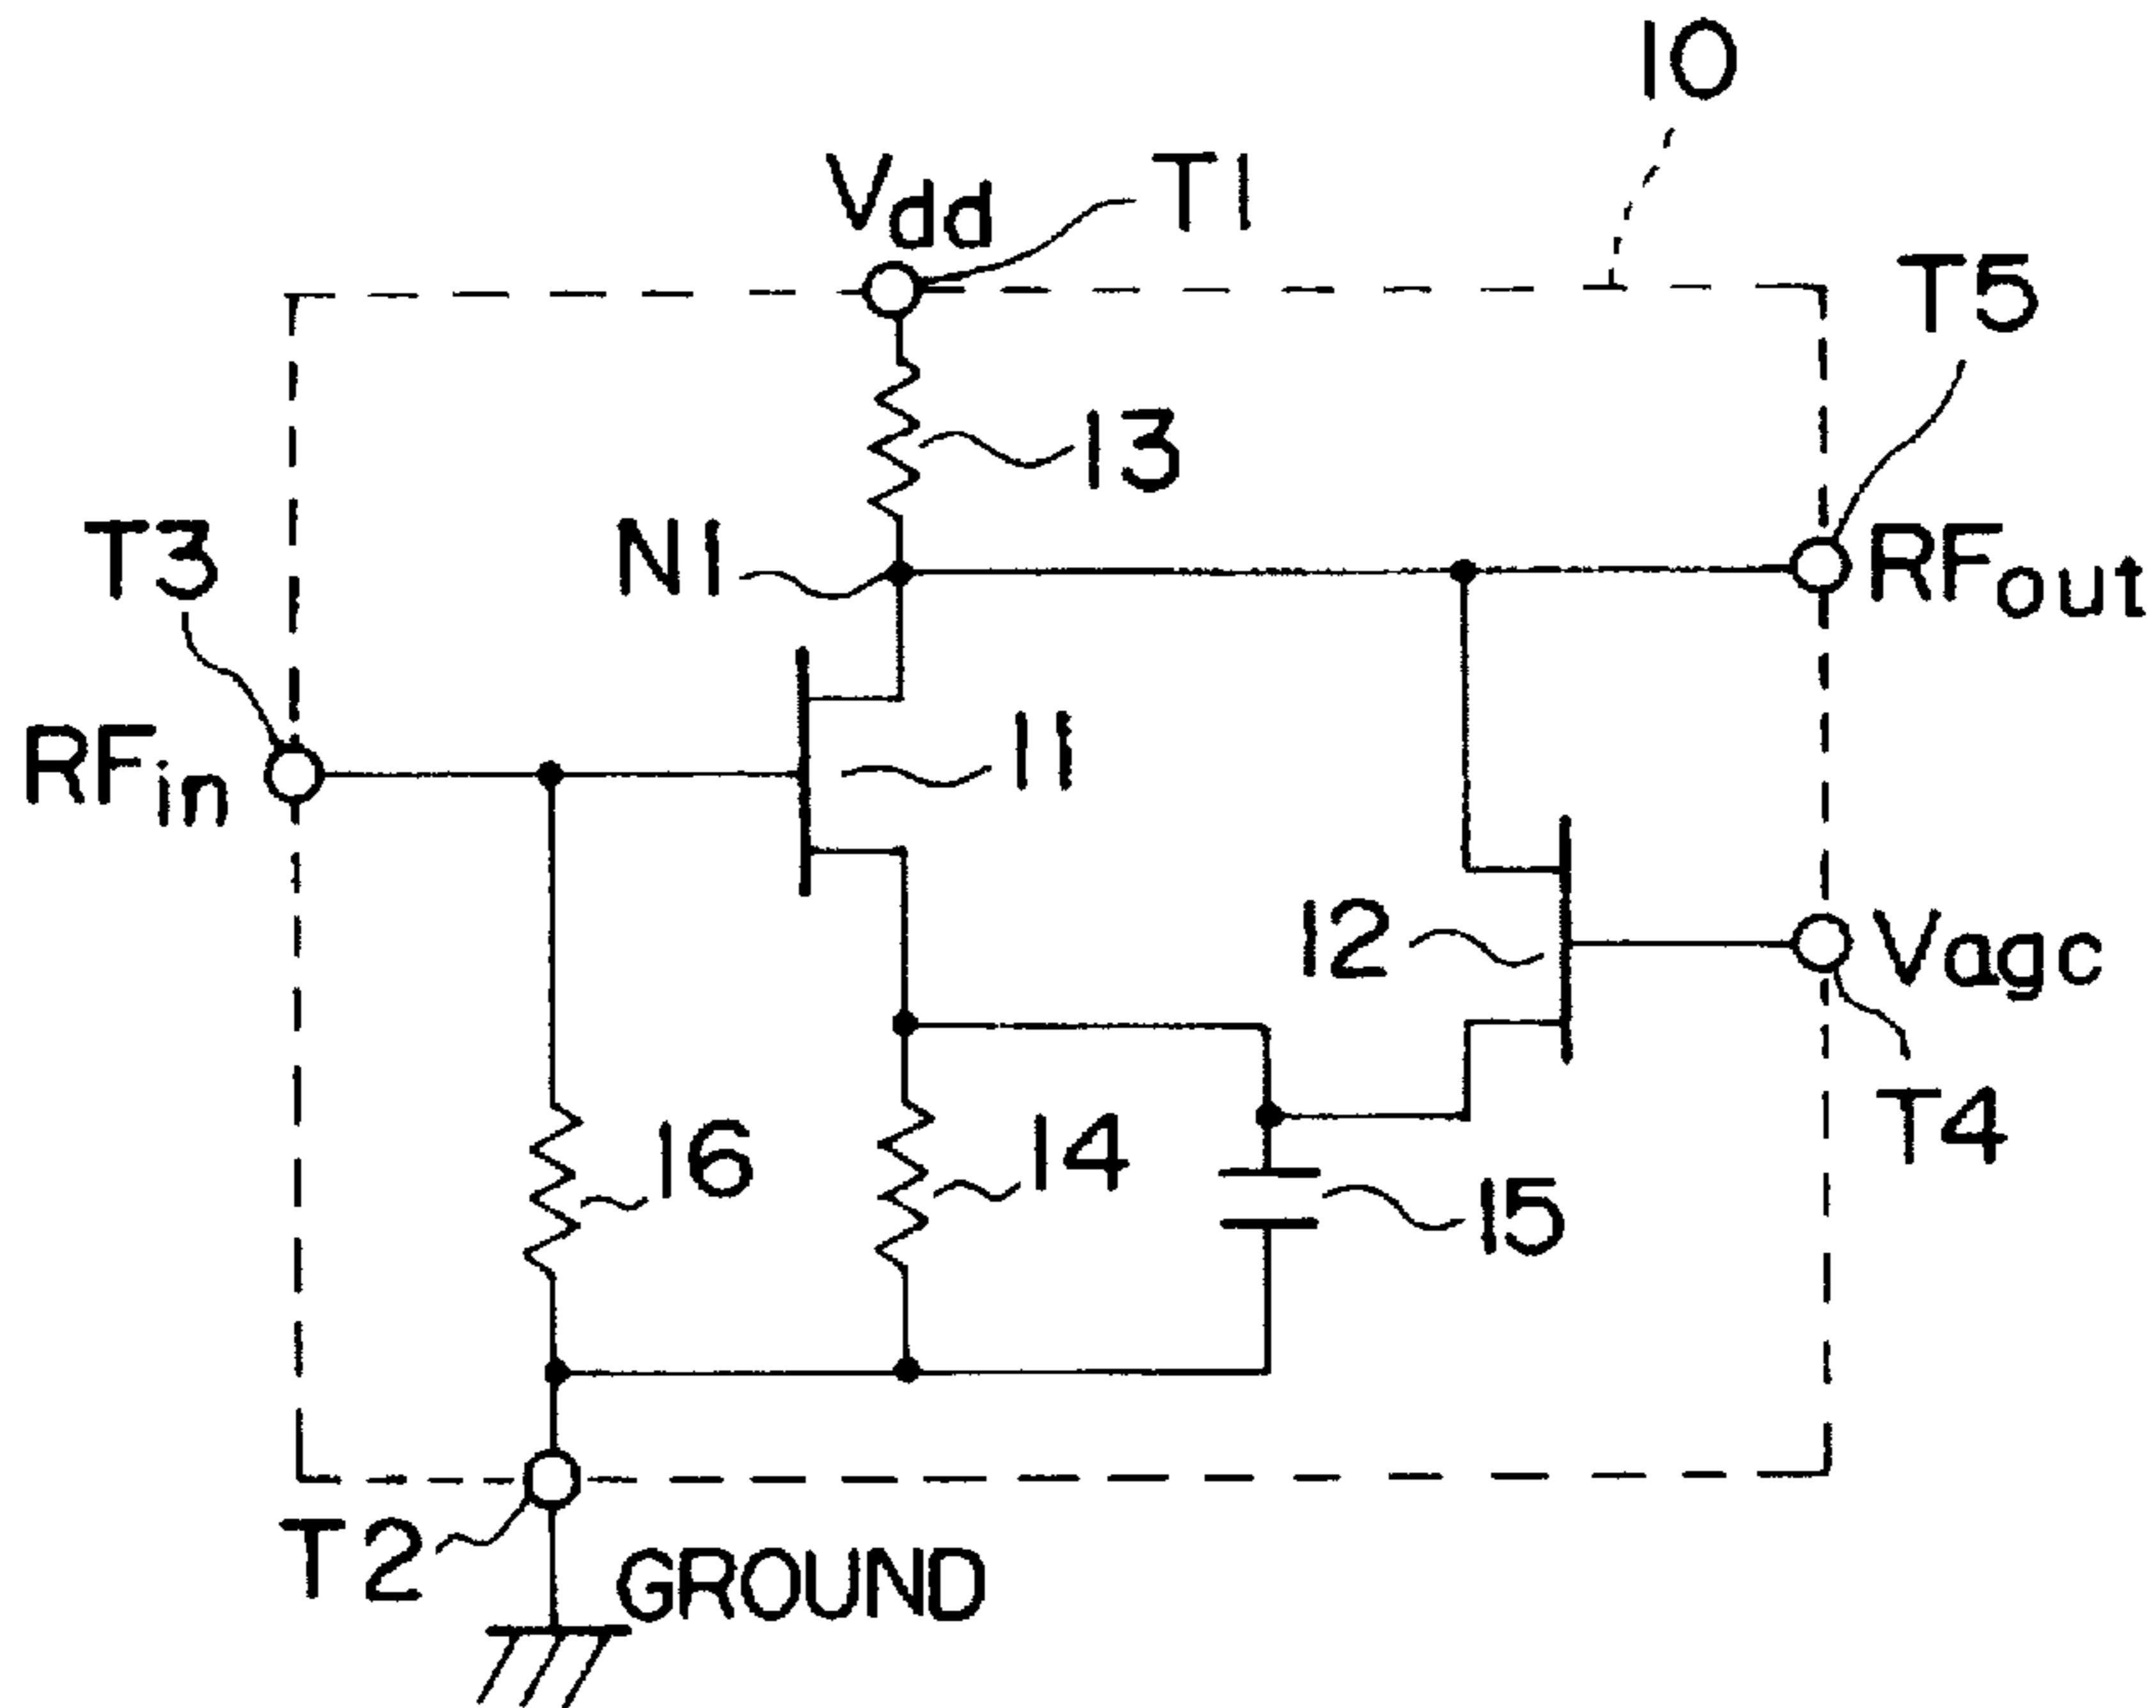 10
Vdd
T1
T5
13
T3
N1
RFout
RFin
11
12
Vagc
T4
16
14
15
T2
GROUND